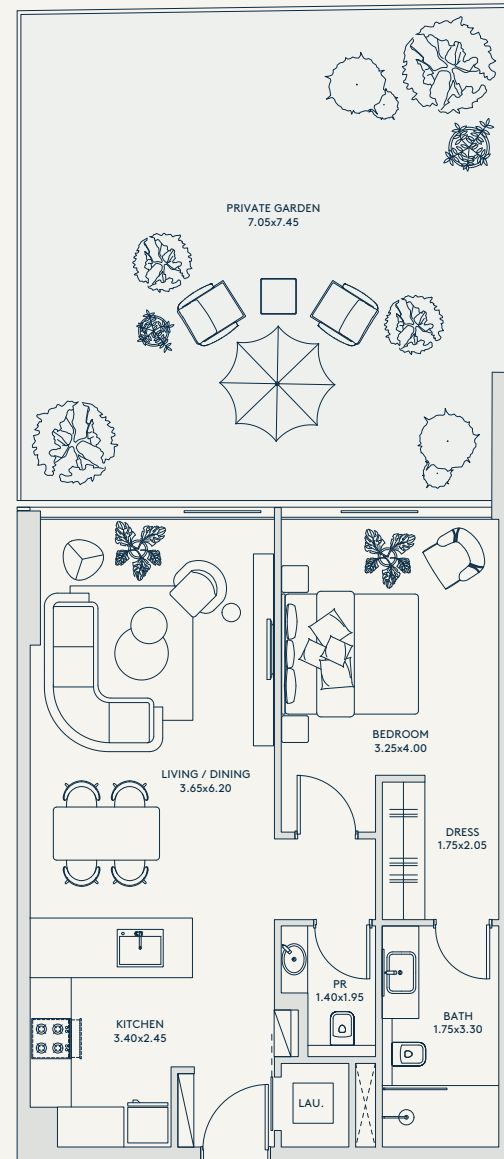 PRIVATE GARDEN
7.05x7.45
BEDROOM
3.25x4.00
LIVING / DINING
3.65x6.20
DRESS
1.75x2.05
PR
1.40x1.95
BATH
1.75x3.30
KITCHEN
3.40x2.45
LAU.